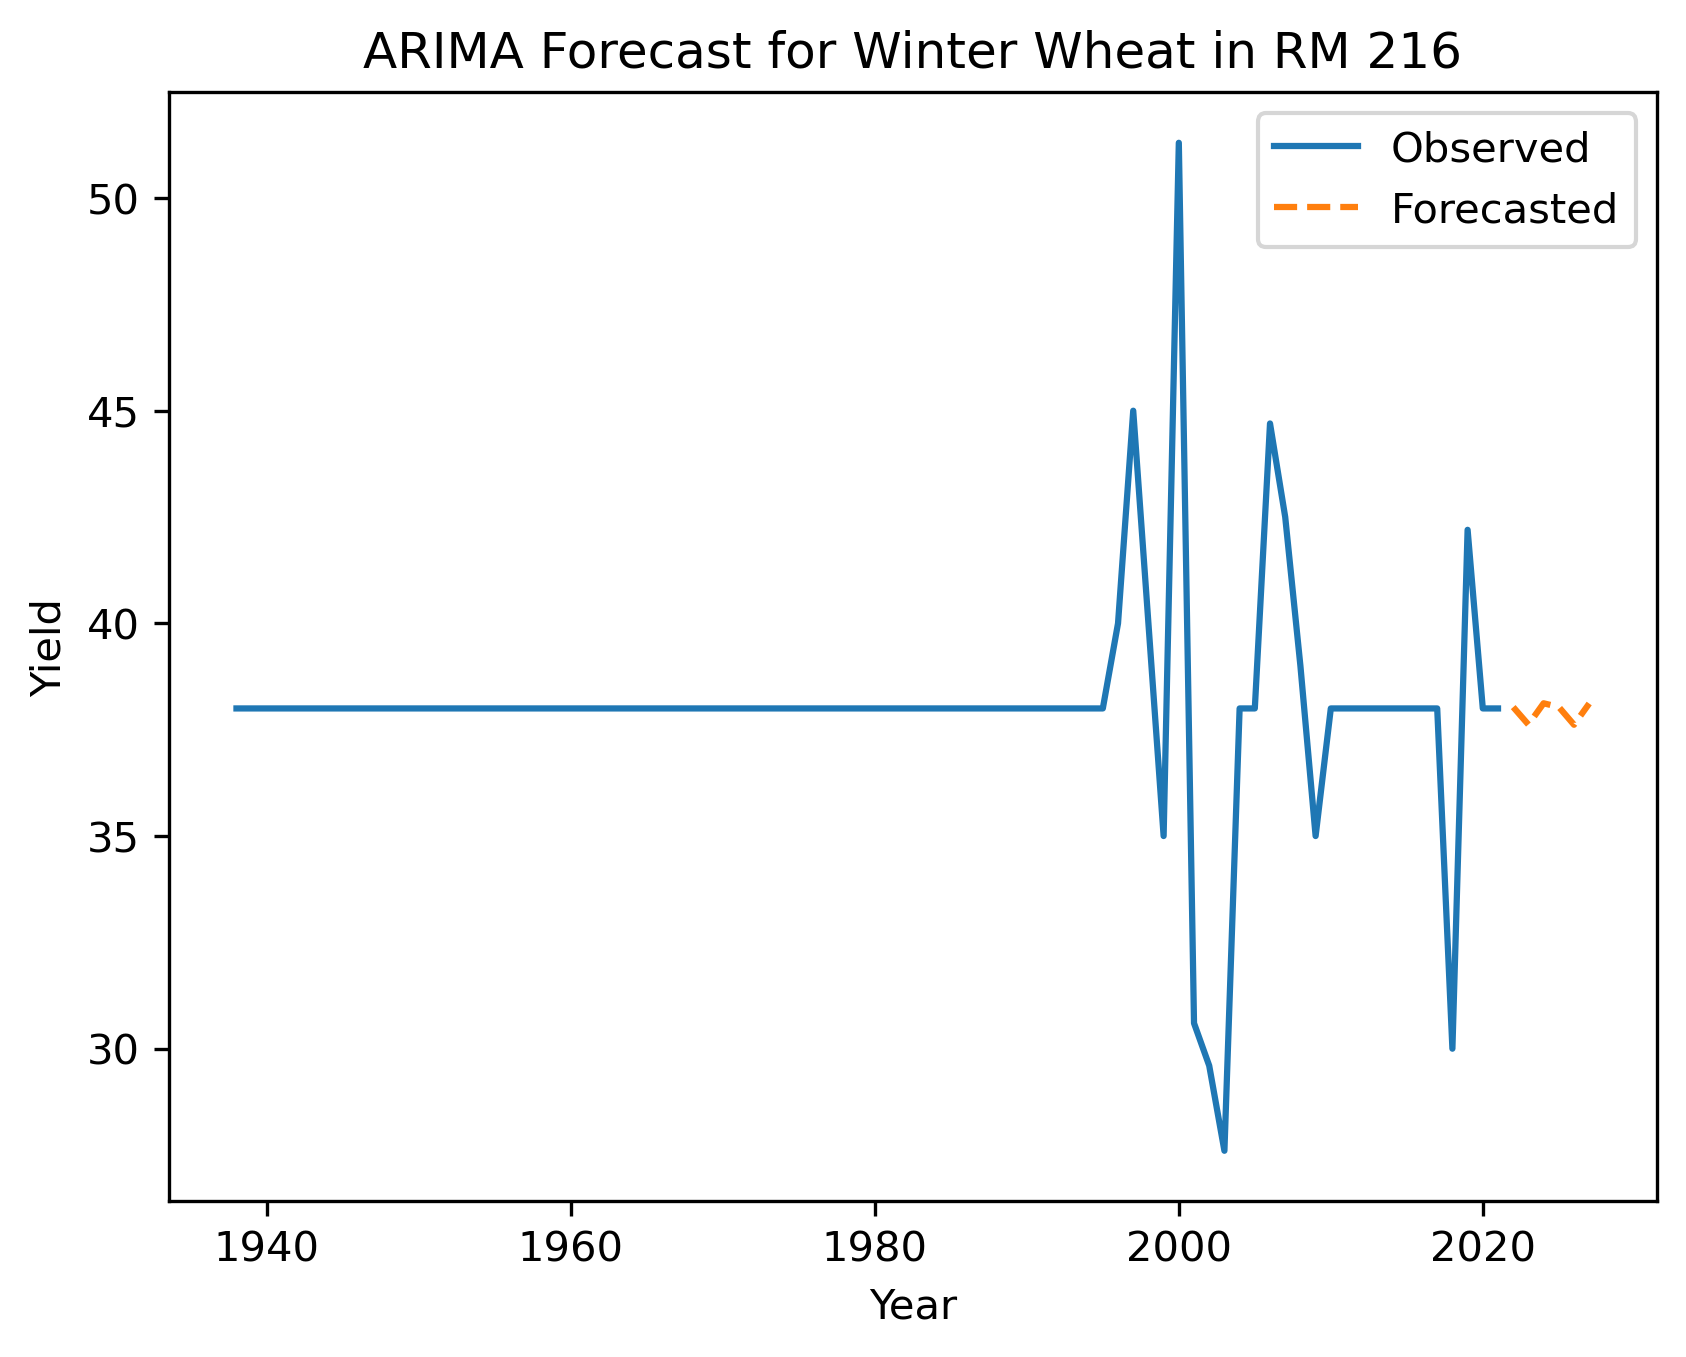 ARIMA Forecast for Winter Wheat in RM 216
Observed
Forecasted
50
45
40
35
30
Yield
1940 1960 1980 2000 2020
Year